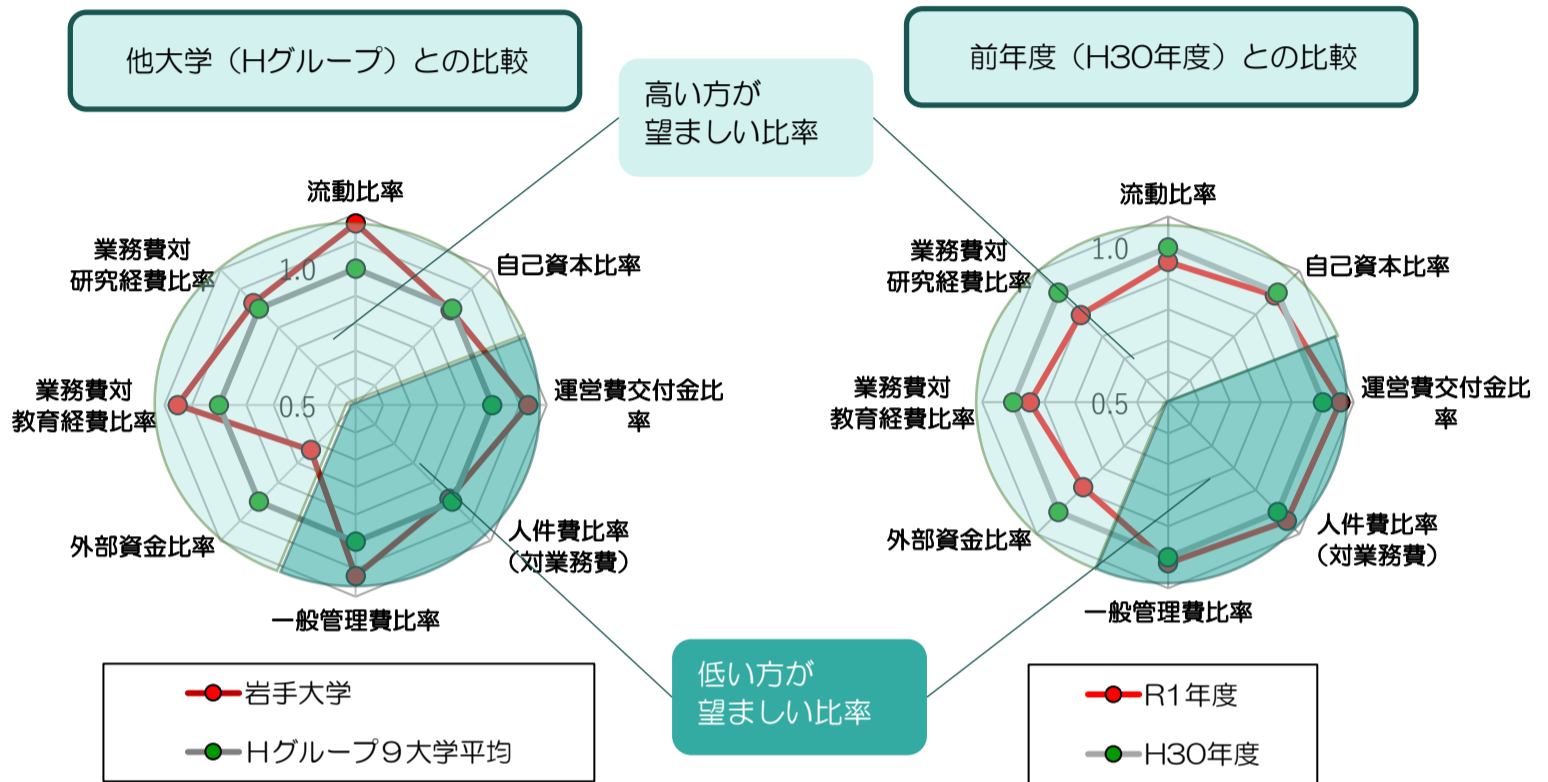 他大学（Hグループ）との比較
前年度（H30年度）との比較
高い方が
望ましい比率
流動比率
業務費対
研究経費比率
1.0
自己資本比率
業務費対
教育経費比率
0.5
運営費交付金比
率
外部資金比率
人件費比率
（対業務費）
一般管理費比率
流動比率
業務費対
研究経費比率
1.0
自己資本比率
業務費対
教育経費比率
0.5
運営費交付金比
率
外部資金比率
人件費比率
（対業務費）
一般管理費比率
低い方が
望ましい比率
岩手大学
Hグループ９大学平均
R1年度
H30年度